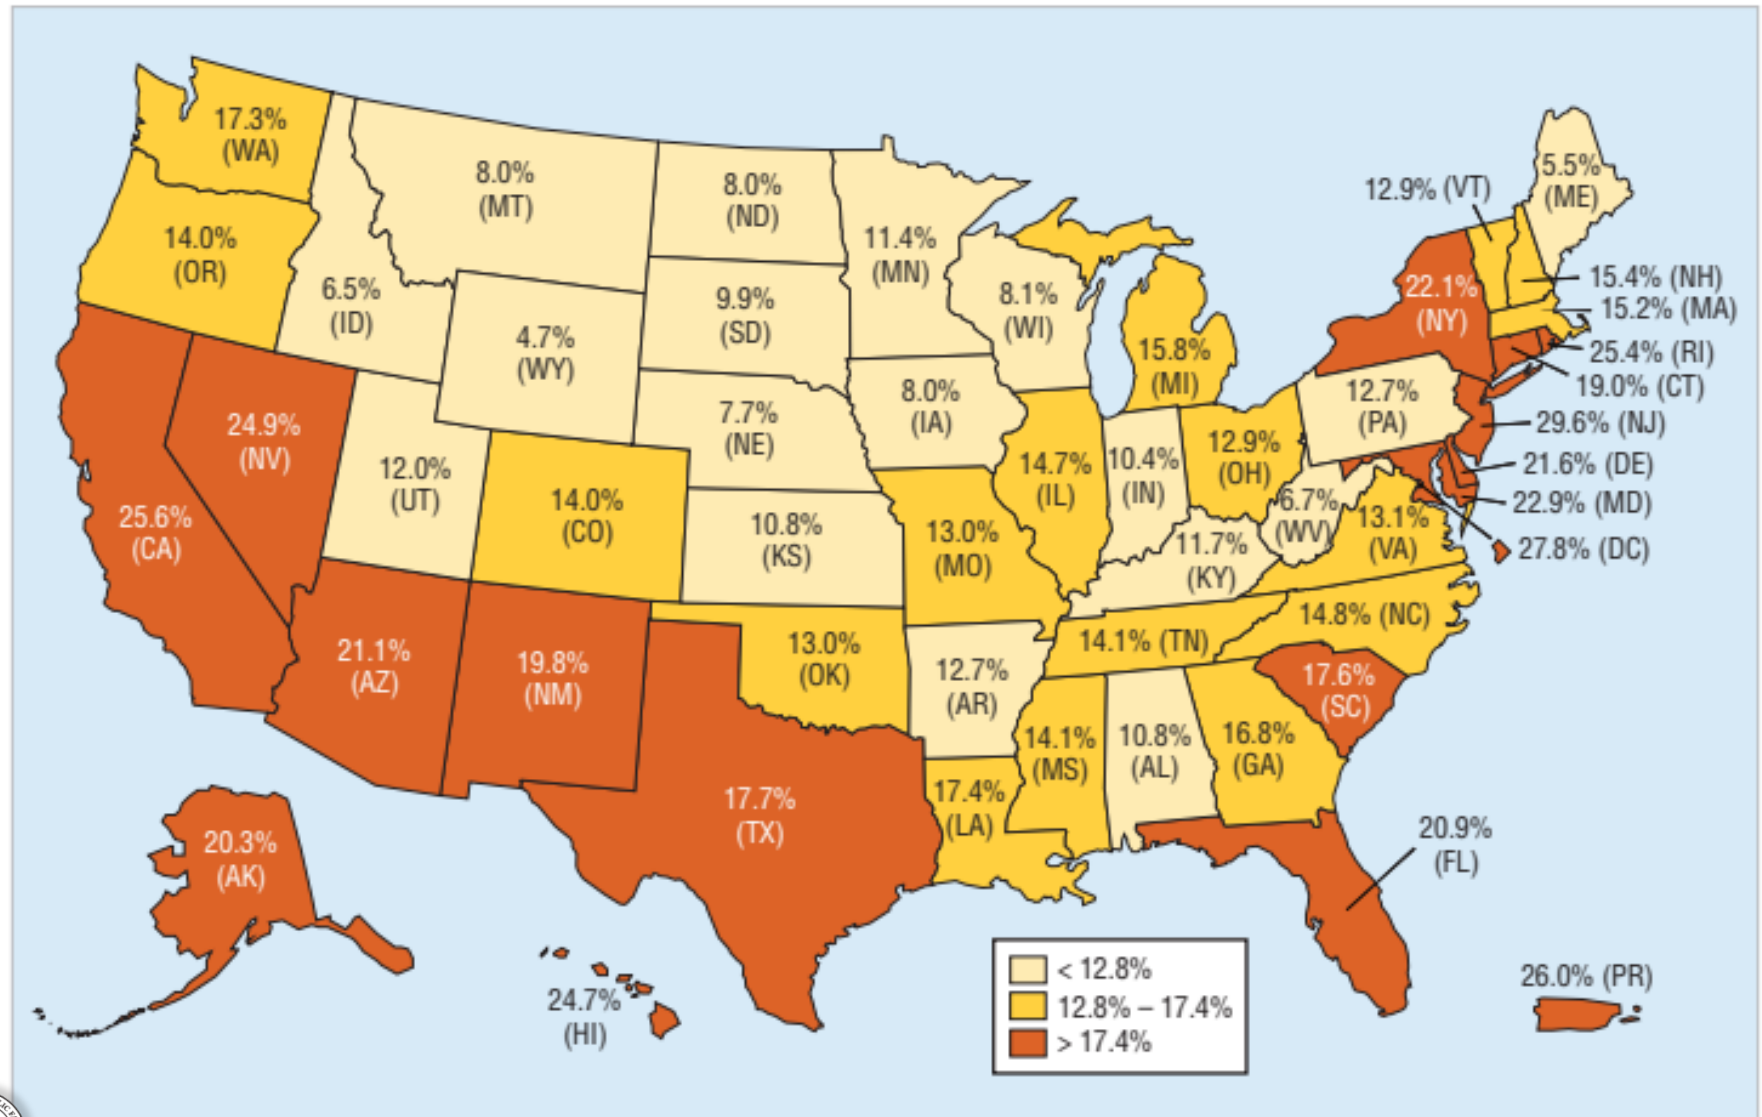 17.3%
(WA)
14.0%
(OR)
6.5%
(ID)
8.0%
(MT)
8.0%
(ND)
11.4%
(MN)
9.9%
(SD)
4.7%
(WY)
8.1%
(WI)
15.8%
(MI)
12.9% (VT)
5.5%
(ME)
22.1%
(NY)
15.4% (NH)
15.2% (MA)
25.4% (RI)
19.0% (CT)
29.6% (NJ)
21.6% (DE)
22.9% (MD)
27.8% (DC)
12.7%
(PA)
24.9%
(NV)
25.6%
(CA)
12.0%
(UT)
14.0%
(CO)
7.7%
(NE)
8.0%
(IA)
10.8%
(KS)
13.0%
(MO)
14.7%
(IL)
10.4%
(IN)
12.9%
(OH)
6.7%
(WV)
13.1%
(VA)
11.7%
(KY)
14.1% (TN)
14.8% (NC)
17.6%
(SC)
21.1%
(AZ)
19.8%
(NM)
13.0%
(OK)
12.7%
(AR)
14.1%
(MS)
10.8%
(AL)
16.8%
(GA)
17.4%
(LA)
17.7%
(TX)
20.9%
(FL)
20.3%
(AK)
24.7%
(HI)
26.0% (PR)
< 12.8%
12.8% – 17.4%
> 17.4%